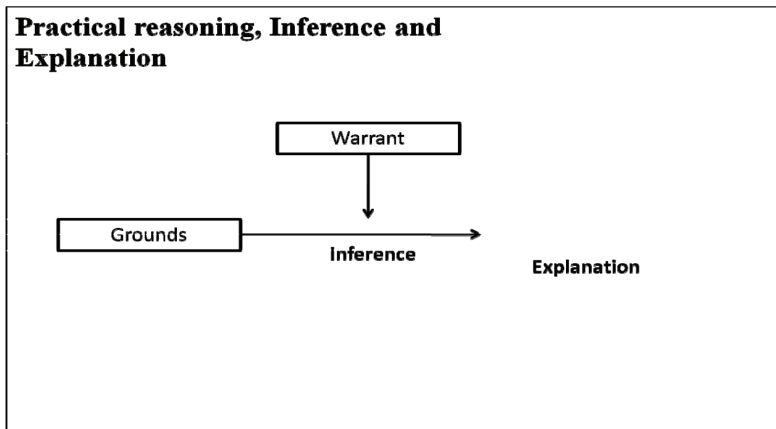 Practical reasoning, Inference and
Explanation
Warrant
Grounds
Inference
Explanation